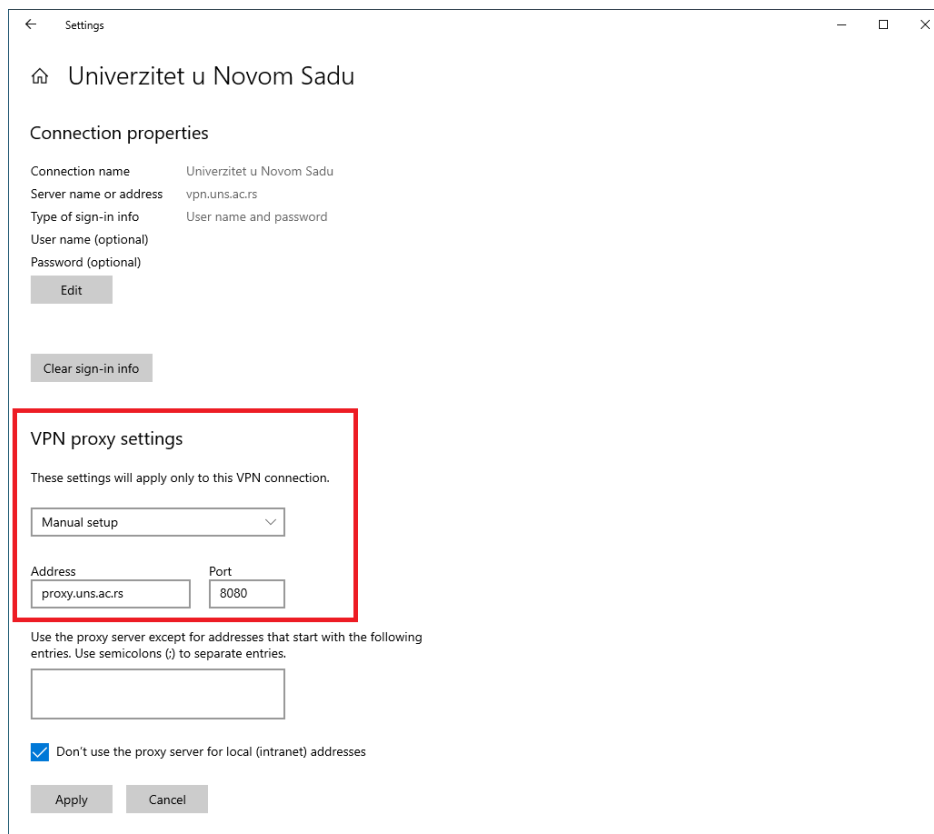 Settings
Univerzitet u Novom Sadu
Connection properties
Connection name Univerzitet u Novom Sadu
Server name or address vpn.uns.ac.rs
Type of sign-in info User name and password
User name (optional)
Password (optional)
Edit
Clear sign-in info
VPN proxy settings
These settings will apply only to this VPN connection.
Manual setup
Address Port
proxy.uns.ac.rs 8080
Use the proxy server except for addresses that start with the following
entries. Use semicolons (;) to separate entries.
Don't use the proxy server for local (intranet) addresses
Apply Cancel